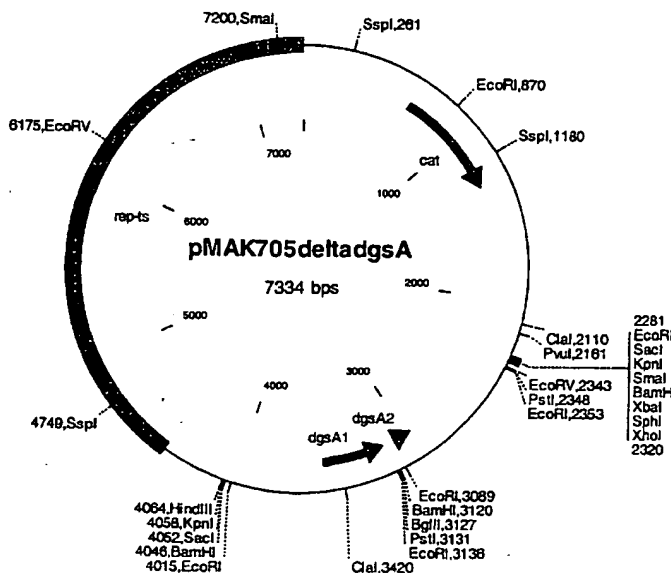 7200,SmaI
SspI,261
EcoRI,870
SspI,1180
6175,EcoRV
7000
cat
1000
rep-ts
6000
pMAK705deltadgsA
7334 bps
2000
5000
4000
3000
ClaI,2110
PvuI,2161
2281
EcoRI
SacI
KpnI
SmaI
BamHI
XbaI
SphI
XhoI
2320
EcoRV,2343
PstI,2348
EcoRI,2353
4749,SspI
dgsA1
dgsA2
EcoRI,3089
BamHI,3120
BglII,3127
PstI,3131
EcoRI,3138
ClaI,3420
4064,HindIII
4058,KpnI
4052,SacI
4046,BamHI
4015,EcoRI